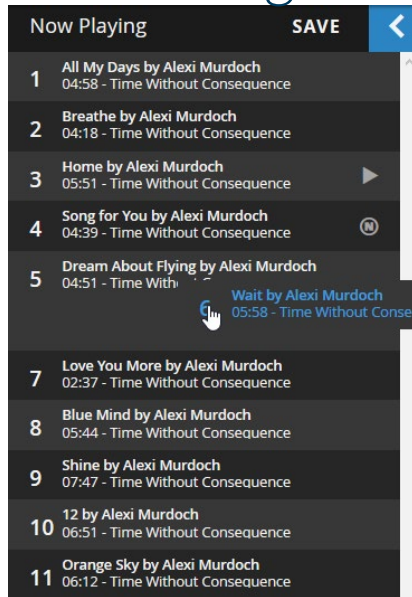 Now Playing SAVE
1 All My Days by Alexi Murdoch
04:58 - Time Without Consequence
2 Breathe by Alexi Murdoch
04:18 - Time Without Consequence
3 Home by Alexi Murdoch
05:51 - Time Without Consequence
4 Song for You by Alexi Murdoch
04:39 - Time Without Consequence
N
5 Dream About Flying by Alexi Murdoch
04:51 - Time
6 Wait by Alexi Murdoch
05:58 - Time Without Conse
7 Love You More by Alexi Murdoch
02:37 - Time Without Consequence
8 Blue Mind by Alexi Murdoch
05:44 - Time Without Consequence
9 Shine by Alexi Murdoch
07:47 - Time Without Consequence
10 12 by Alexi Murdoch
06:51 - Time Without Consequence
11 Orange Sky by Alexi Murdoch
06:12 - Time Without Consequence